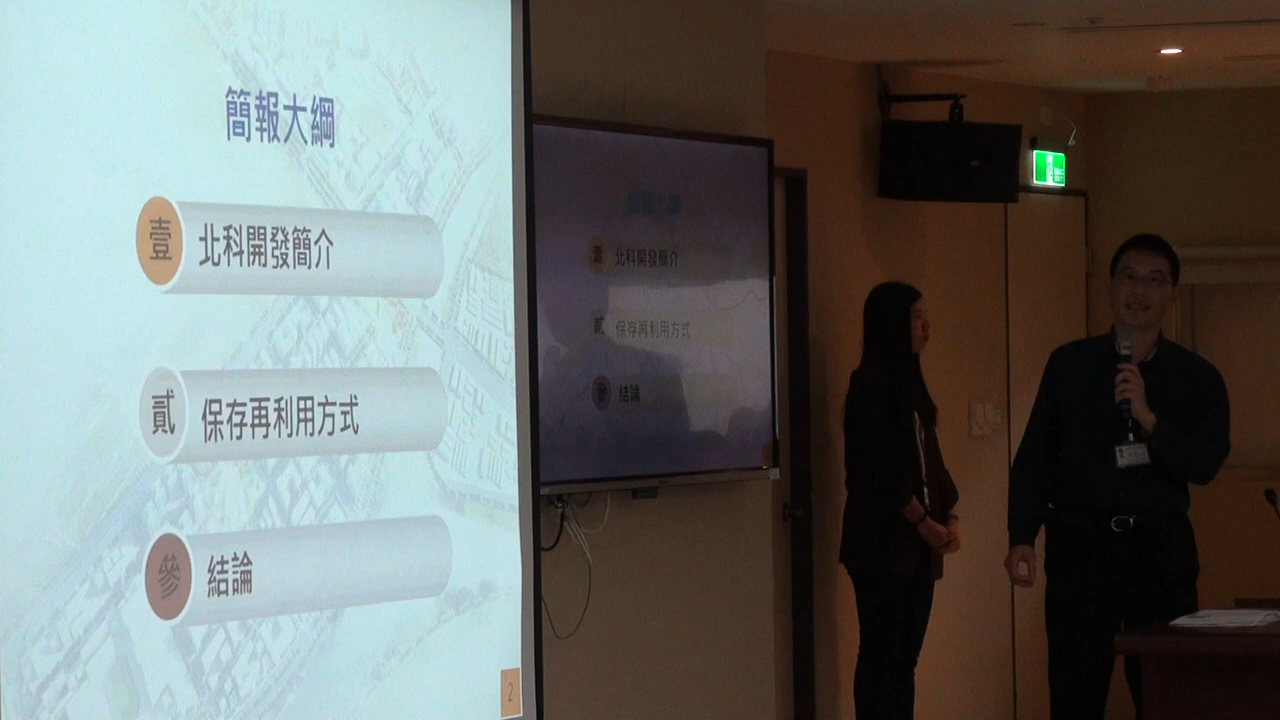 簡報大綱
壹 北科開發簡介
貳 保存再利用方式
參 結論
2
壹 北科開發簡介
貳 保存再利用方式
參 結論